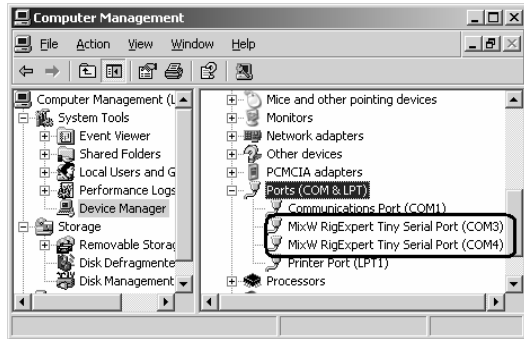 Computer Management
File Action View Window Help
Computer Management (L
System Tools
Event Viewer
Shared Folders
Local Users and G
Performance Logs
Device Manager
Storage
Removable Storag
Disk Defragmente
Disk Management
Mice and other pointing devices
Monitors
Network adapters
Other devices
PCMCIA adapters
Ports (COM & LPT)
Communications Port (COM1)
MixW RigExpert Tiny Serial Port (COM3)
MixW RigExpert Tiny Serial Port (COM4)
Printer Port (LPT1)
Processors